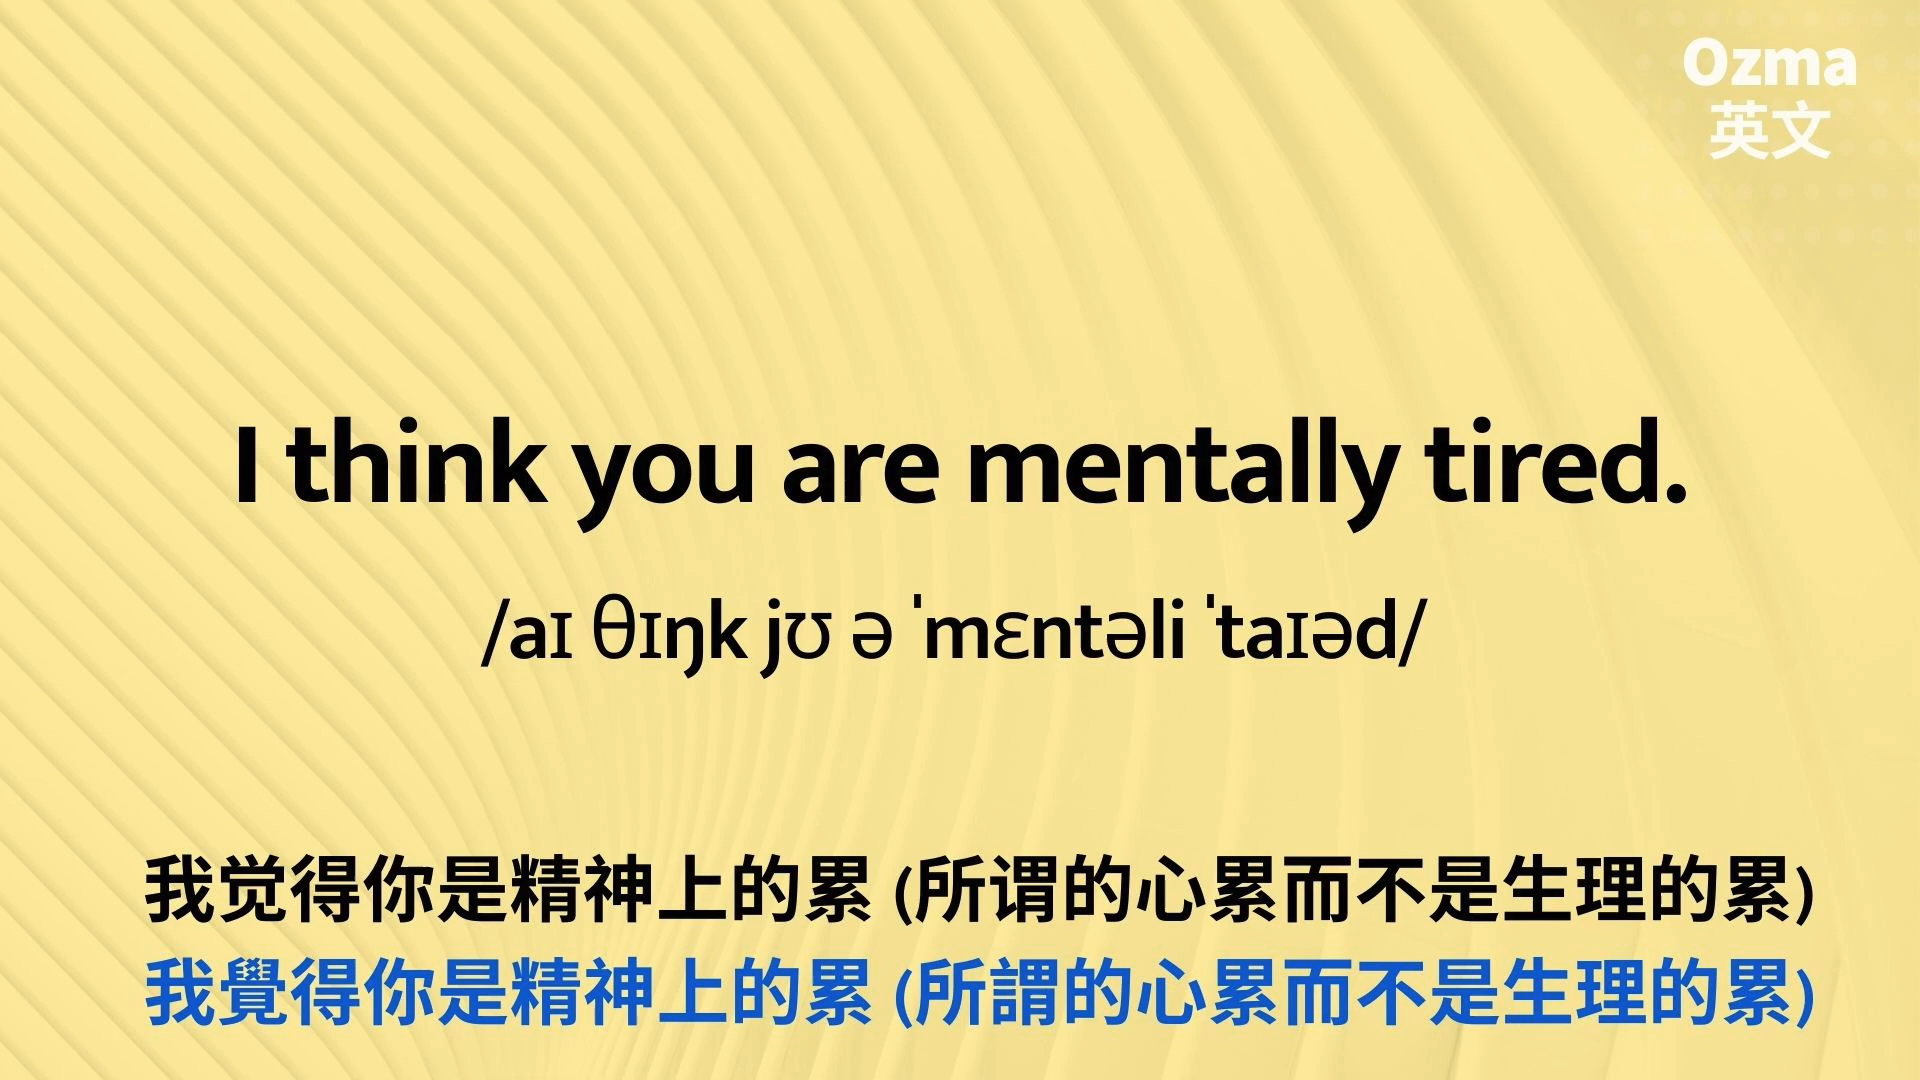 Ozma
英文
I think you are mentally tired.
/aɪ θɪŋk jʊ ə ˈmɛntəli ˈtaɪəd/
我觉得你是精神上的累 (所谓的心累而不是生理的累)
我覺得你是精神上的累 (所謂的心累而不是生理的累)